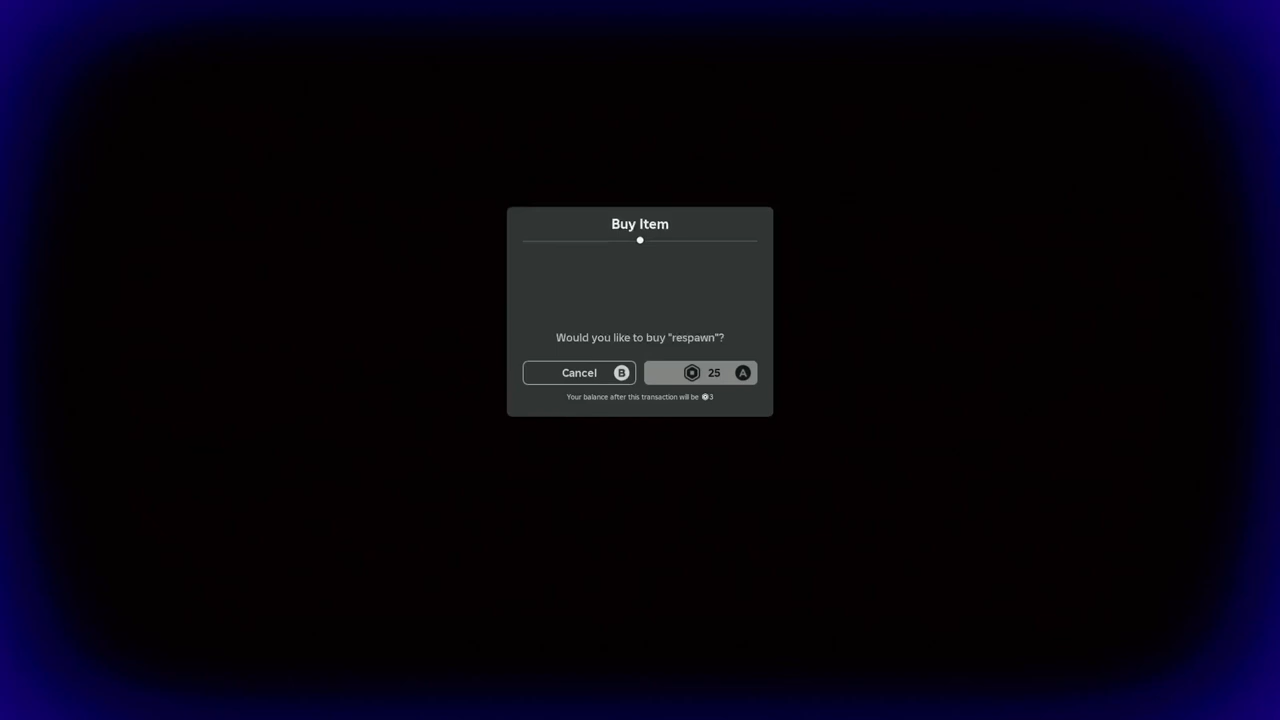 Buy Item
Would you like to buy "respawn"?
Cancel B
25 A
Your balance after this transaction will be 3